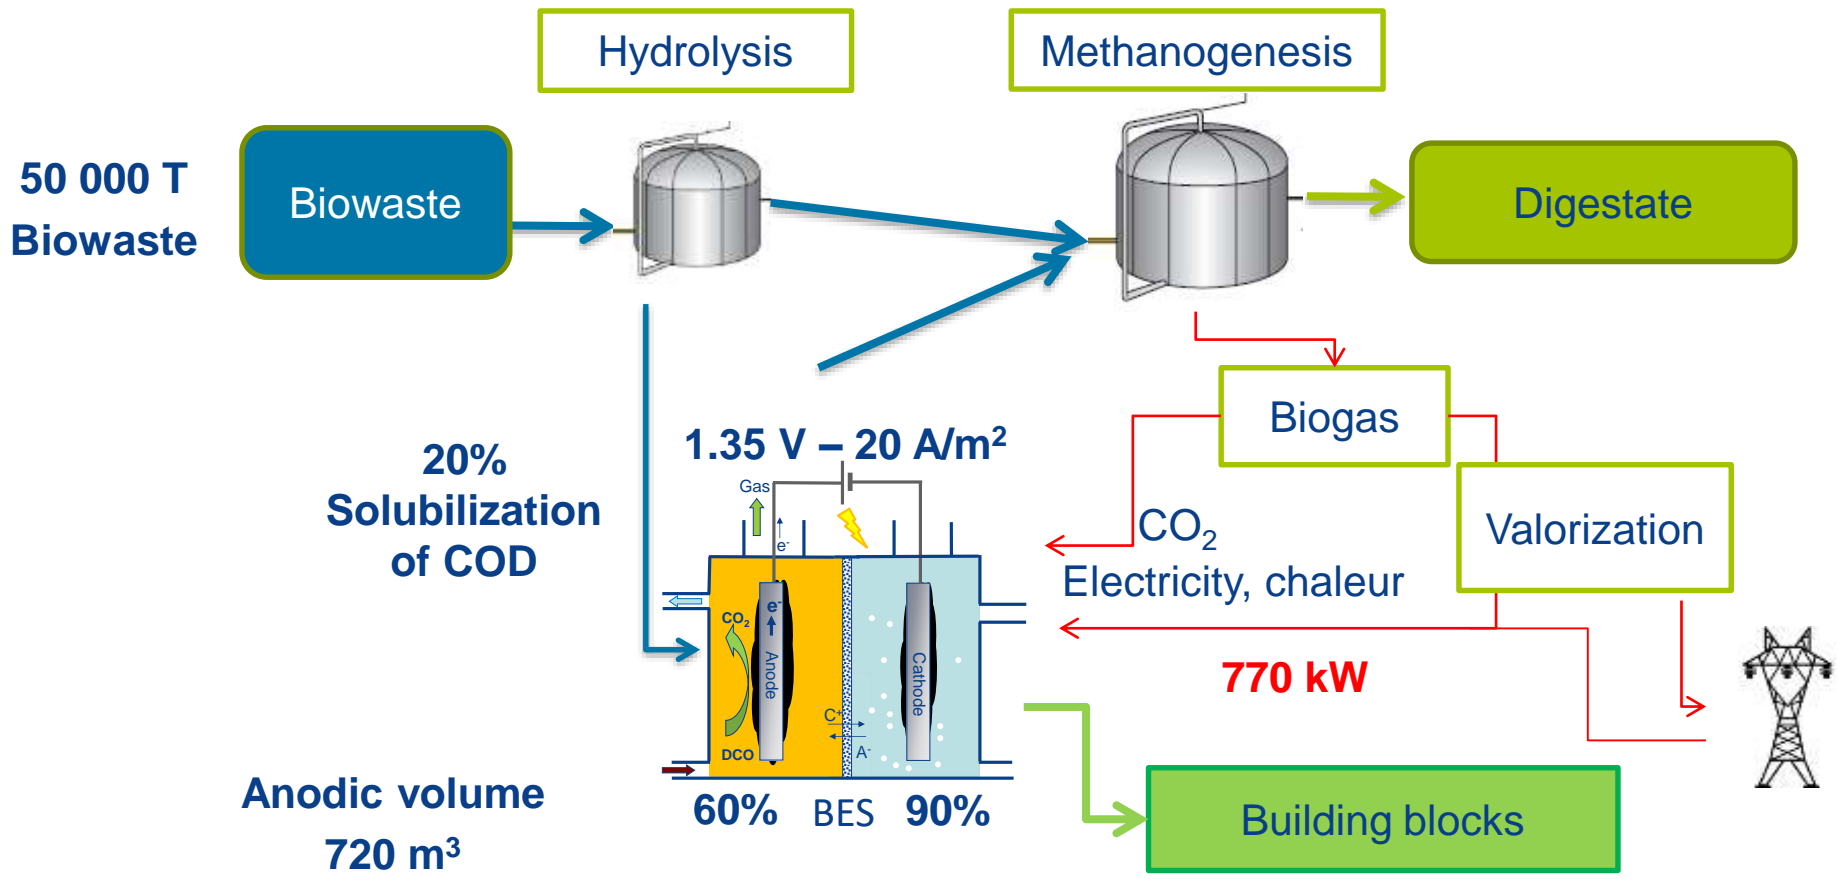 Hydrolysis
Methanogenesis
50 000 T
Biowaste
Biowaste
Digestate
Biogas
20%
Solubilization
of COD
1.35 V – 20 A/m²
Gas
e-
CO₂
Electricity, chaleur
Valorization
770 kW
CO₂
e-
Anode
Cathode
C⁺
A⁻
DCO
60%
BES
90%
Anodic volume
720 m³
Building blocks